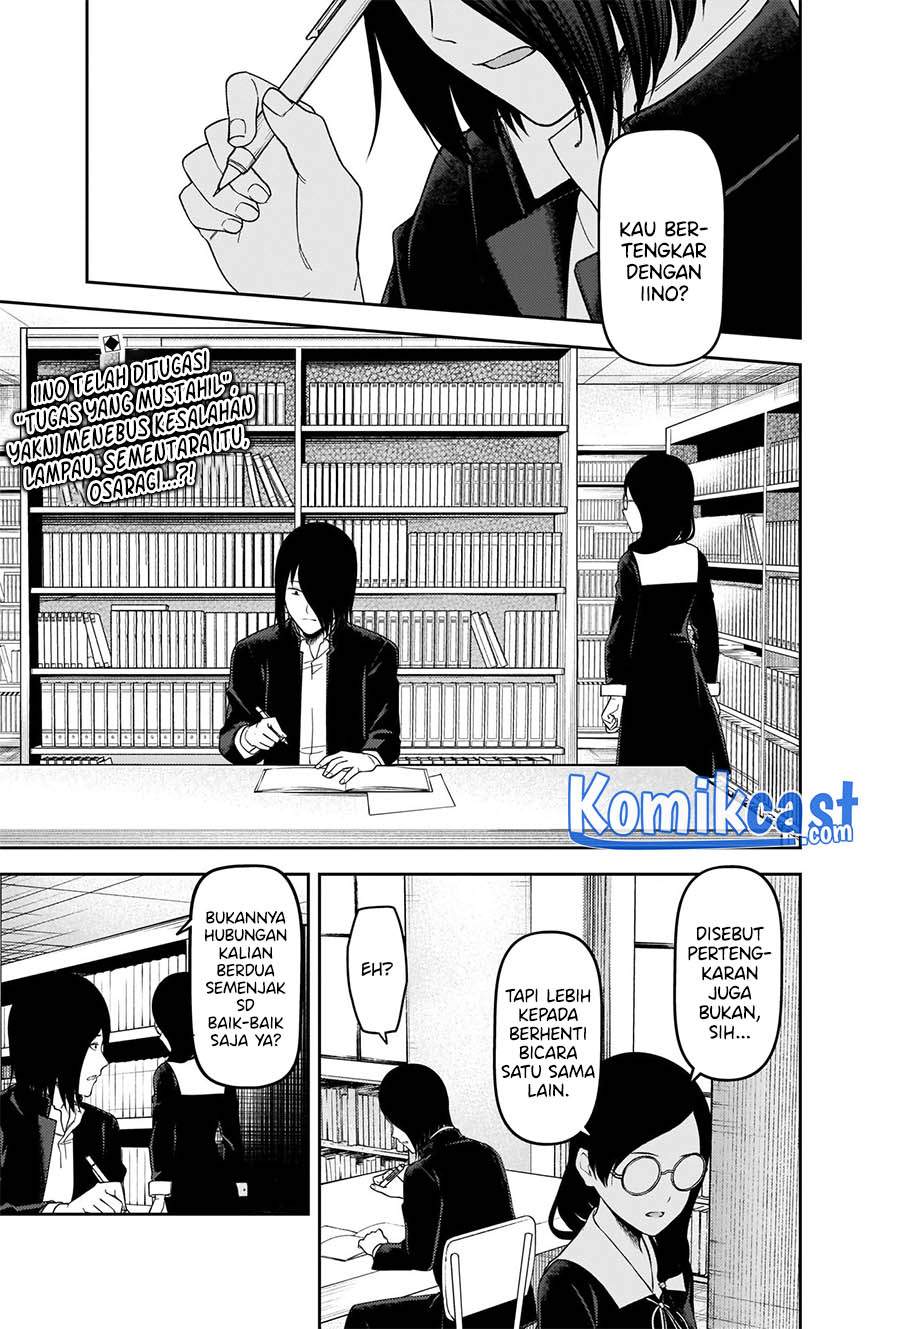 KAU BER-
TENGKAR
DENGAN
IINO?
IINO TELAH DITUGASI
"TUGAS YANG MUSTAHIL",
YAKNI MENEBUS KESALAHAN
LAMPAU. SEMENTARA ITU,
OSARAGI...?!
Komikcast
.com
DISEBUT
PERTENG-
KARAN
JUGA
BUKAN,
SIH...
TAPI LEBIH
KEPADA
BERHENTI
BICARA
SATU SAMA
LAIN.
EH?
BUKANNYA
HUBUNGAN
KALIAN
BERDUA
SEMENJAK
SD
BAIK-BAIK
SAJA YA?